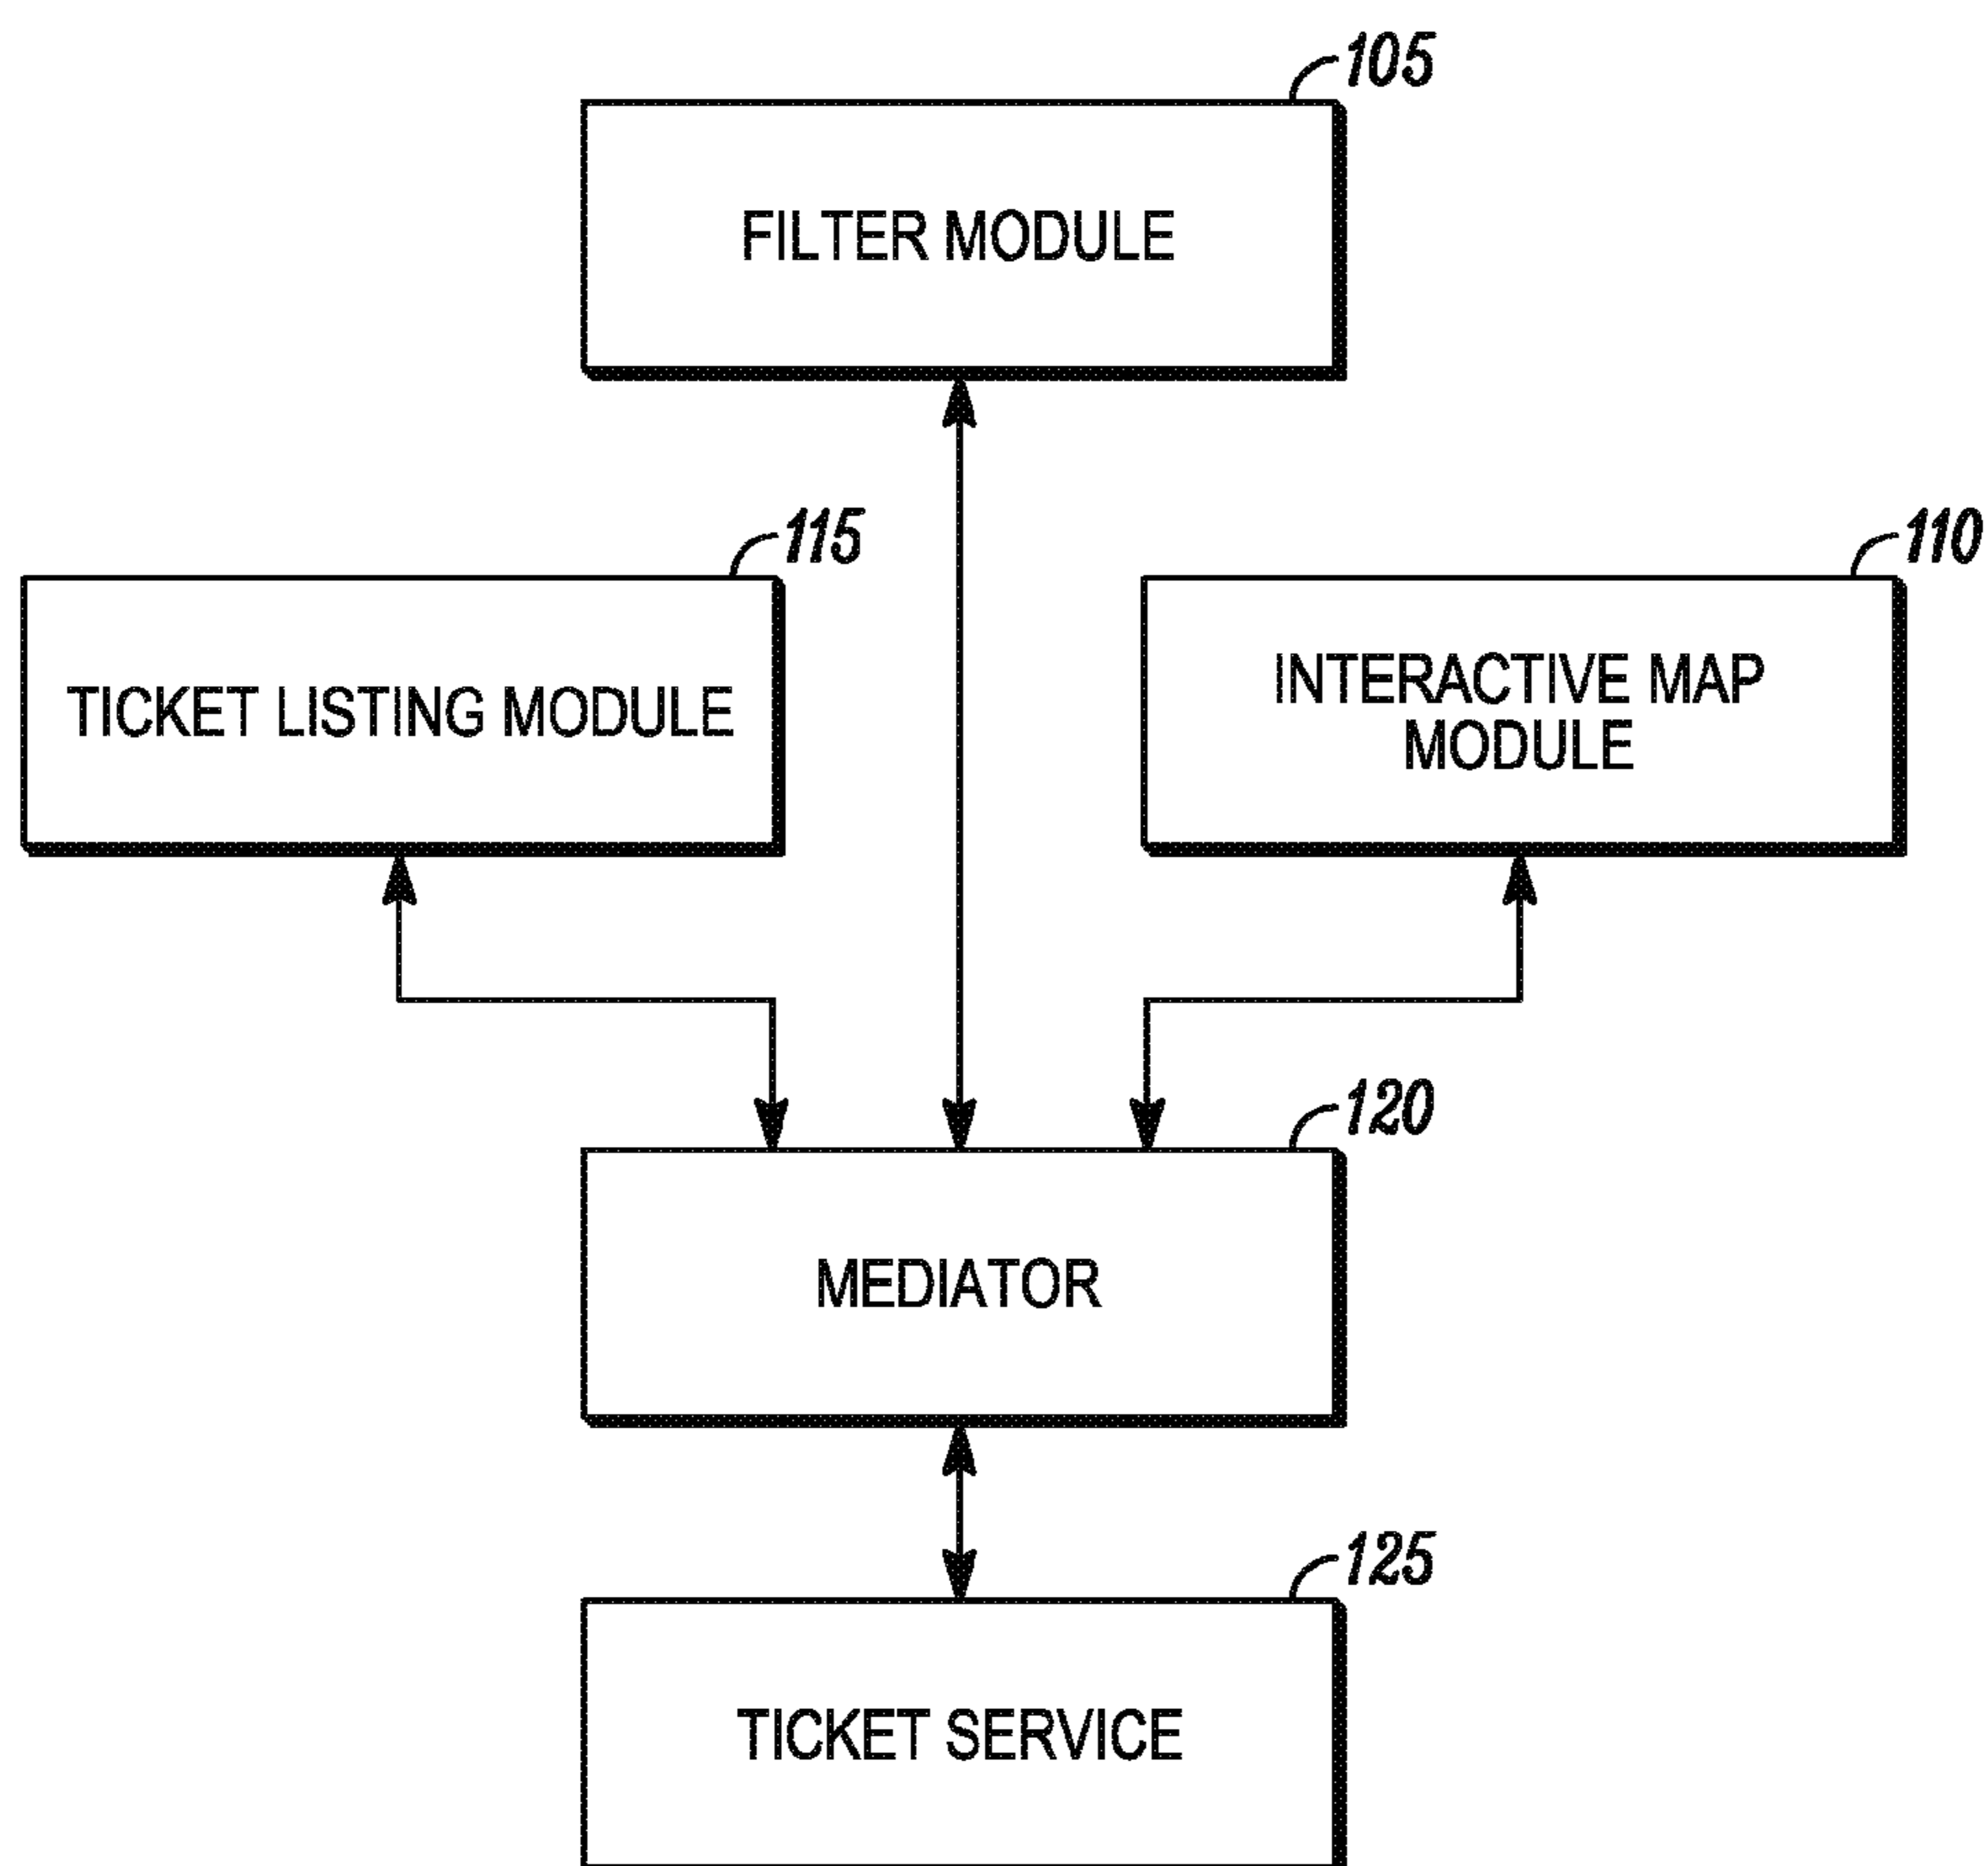 105
FILTER MODULE
115
110
TICKET LISTING MODULE
INTERACTIVE MAP
MODULE
120
MEDIATOR
125
TICKET SERVICE